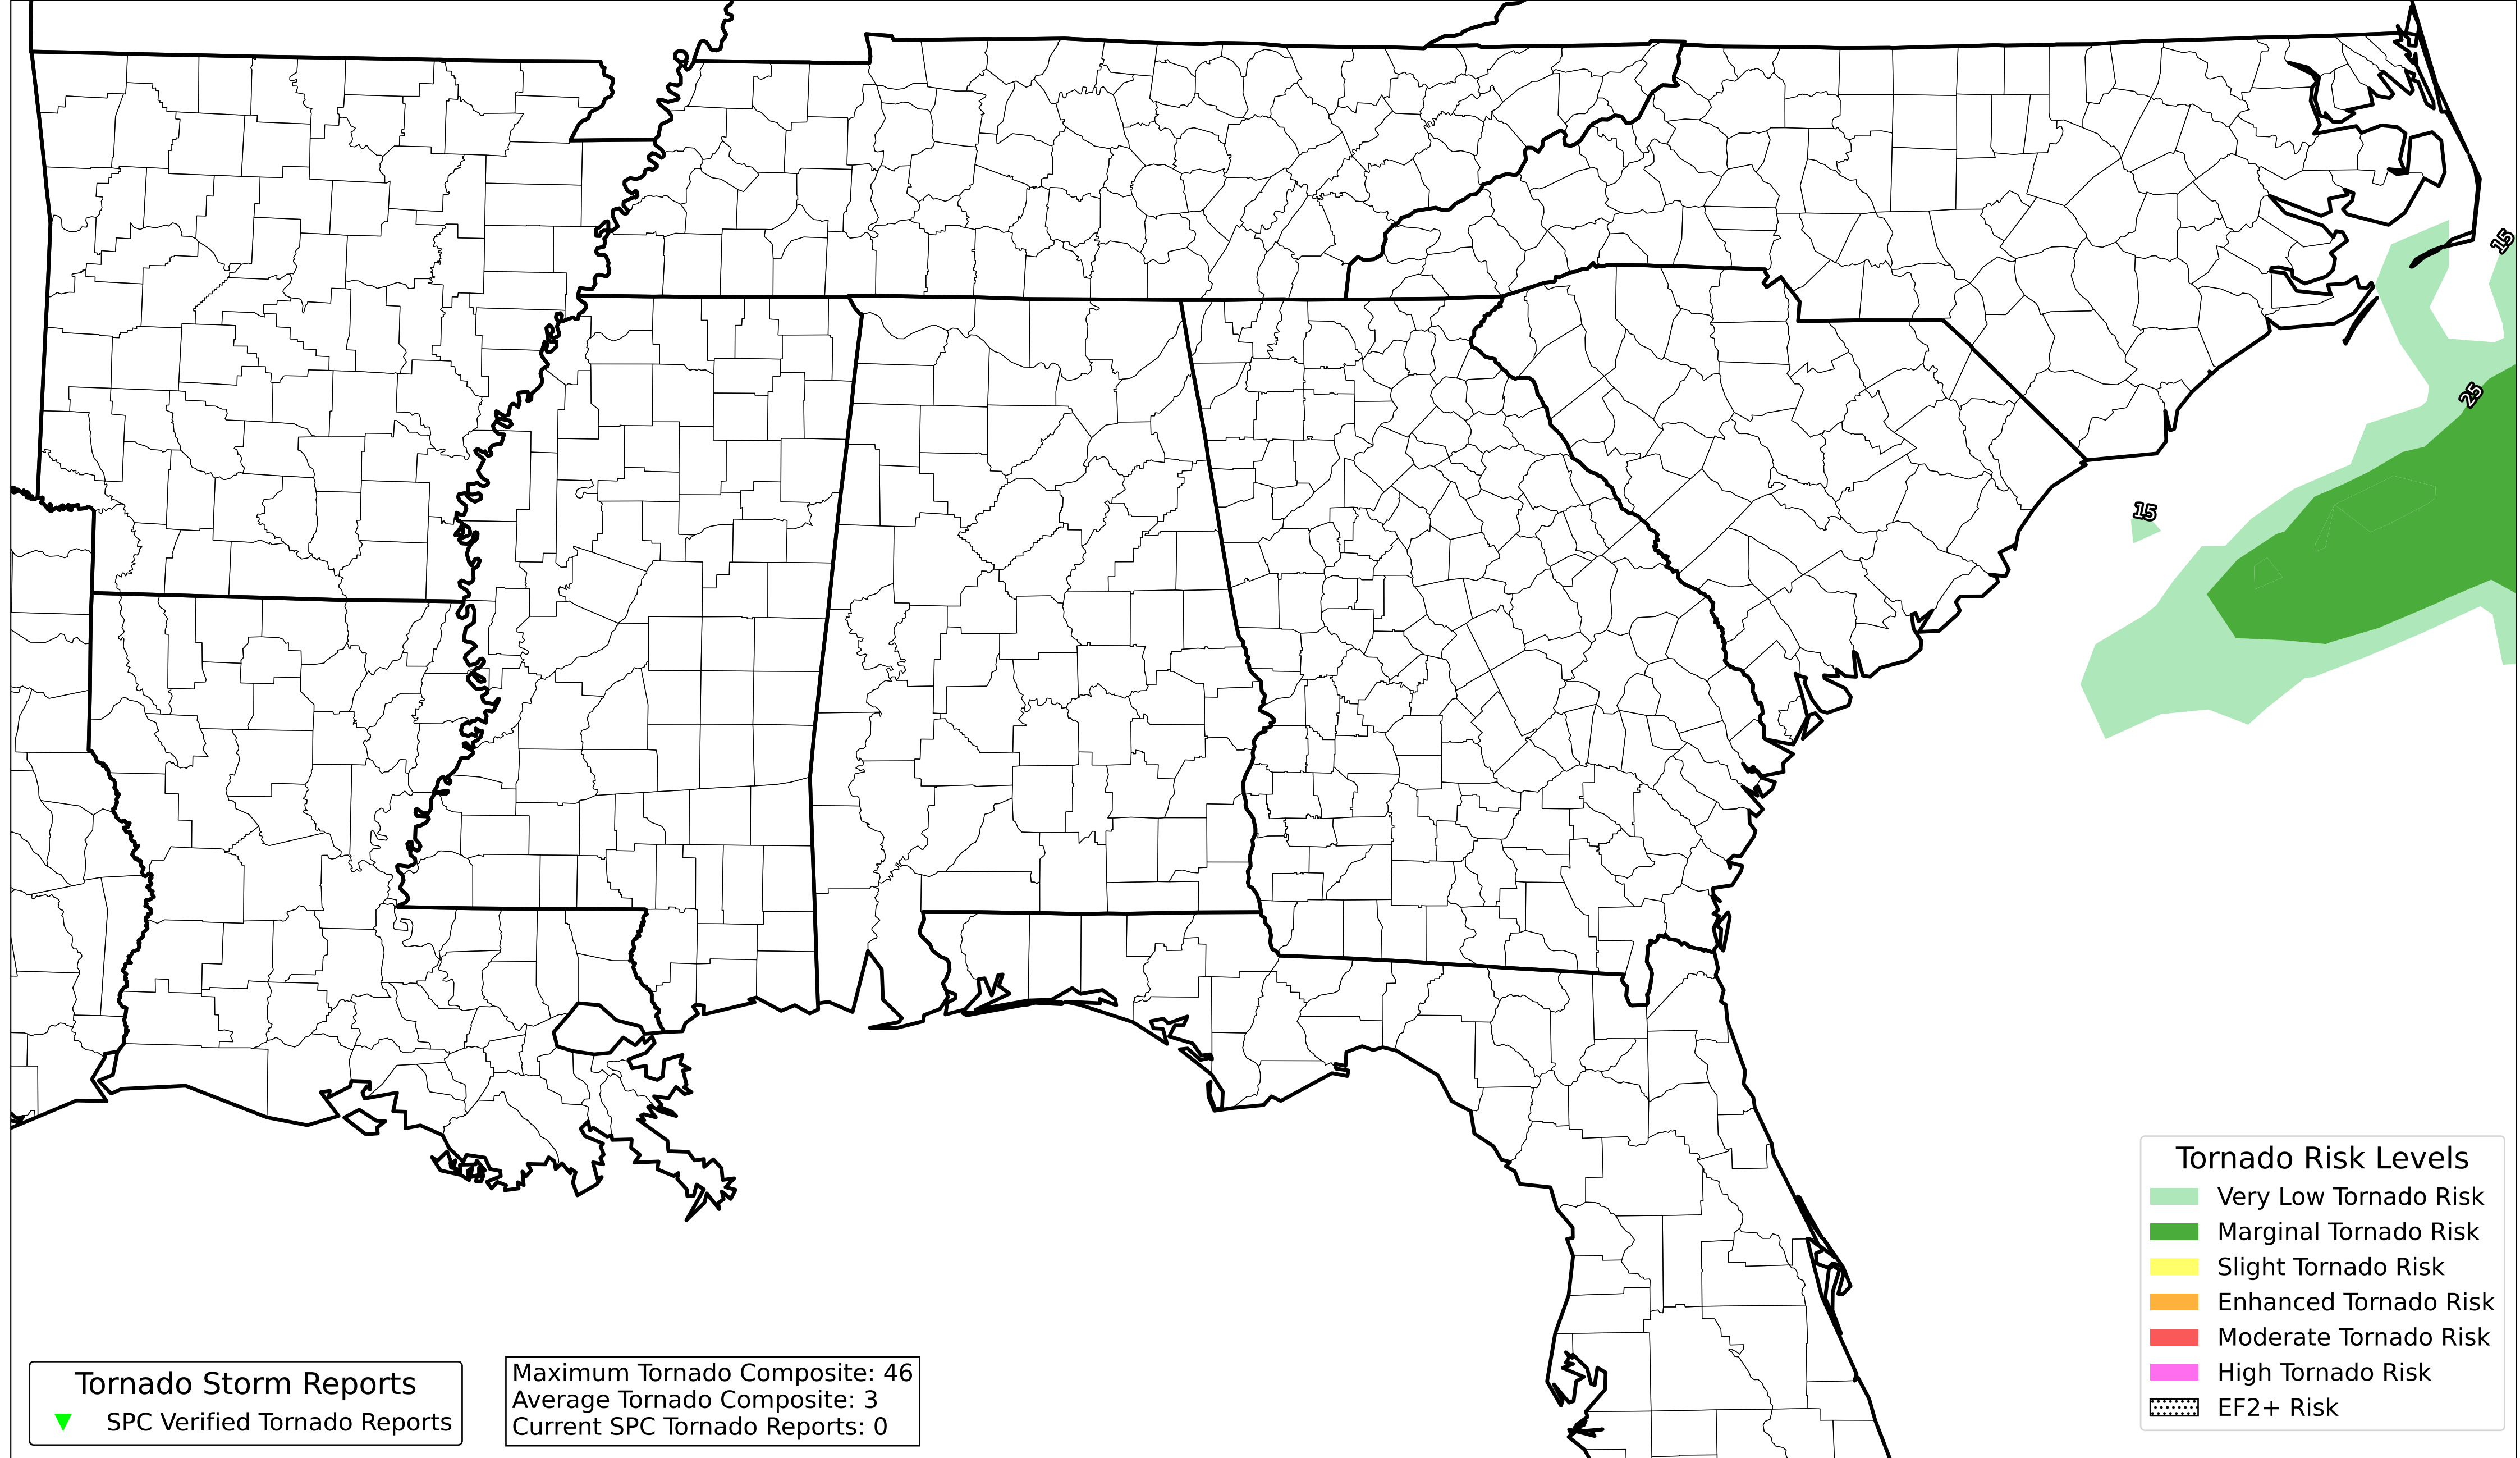 15
25
15
Tornado Risk Levels
Very Low Tornado Risk
Marginal Tornado Risk
Slight Tornado Risk
Enhanced Tornado Risk
Moderate Tornado Risk
High Tornado Risk
EF2+ Risk
Tornado Storm Reports
SPC Verified Tornado Reports
Maximum Tornado Composite: 46
Average Tornado Composite: 3
Current SPC Tornado Reports: 0